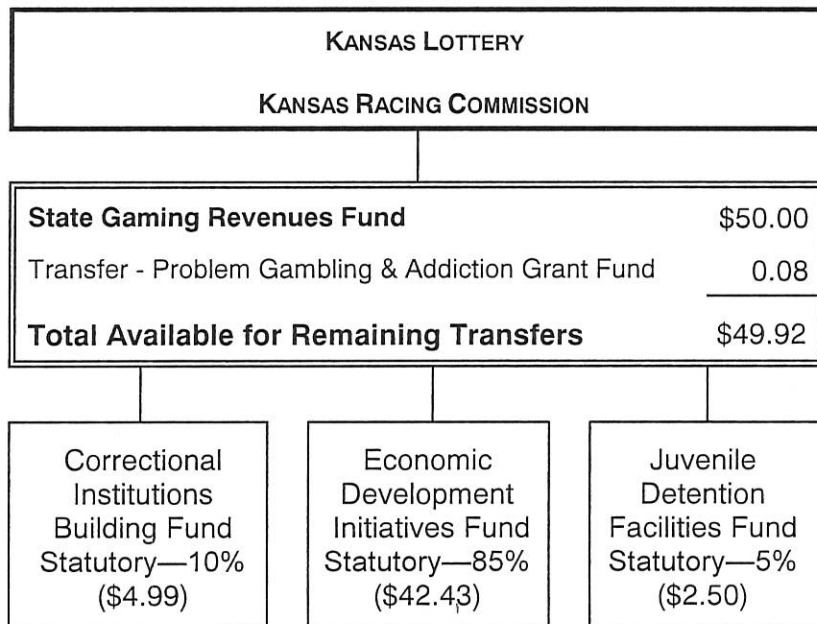 KANSAS LOTTERY
KANSAS RACING COMMISSION
State Gaming Revenues Fund $50.00
Transfer - Problem Gambling & Addiction Grant Fund 0.08
Total Available for Remaining Transfers $49.92
Correctional
Institutions
Building Fund
Statutory—10%
($4.99)
Economic
Development
Initiatives Fund
Statutory—85%
($42.43)
Juvenile
Detention
Facilities Fund
Statutory—5%
($2.50)